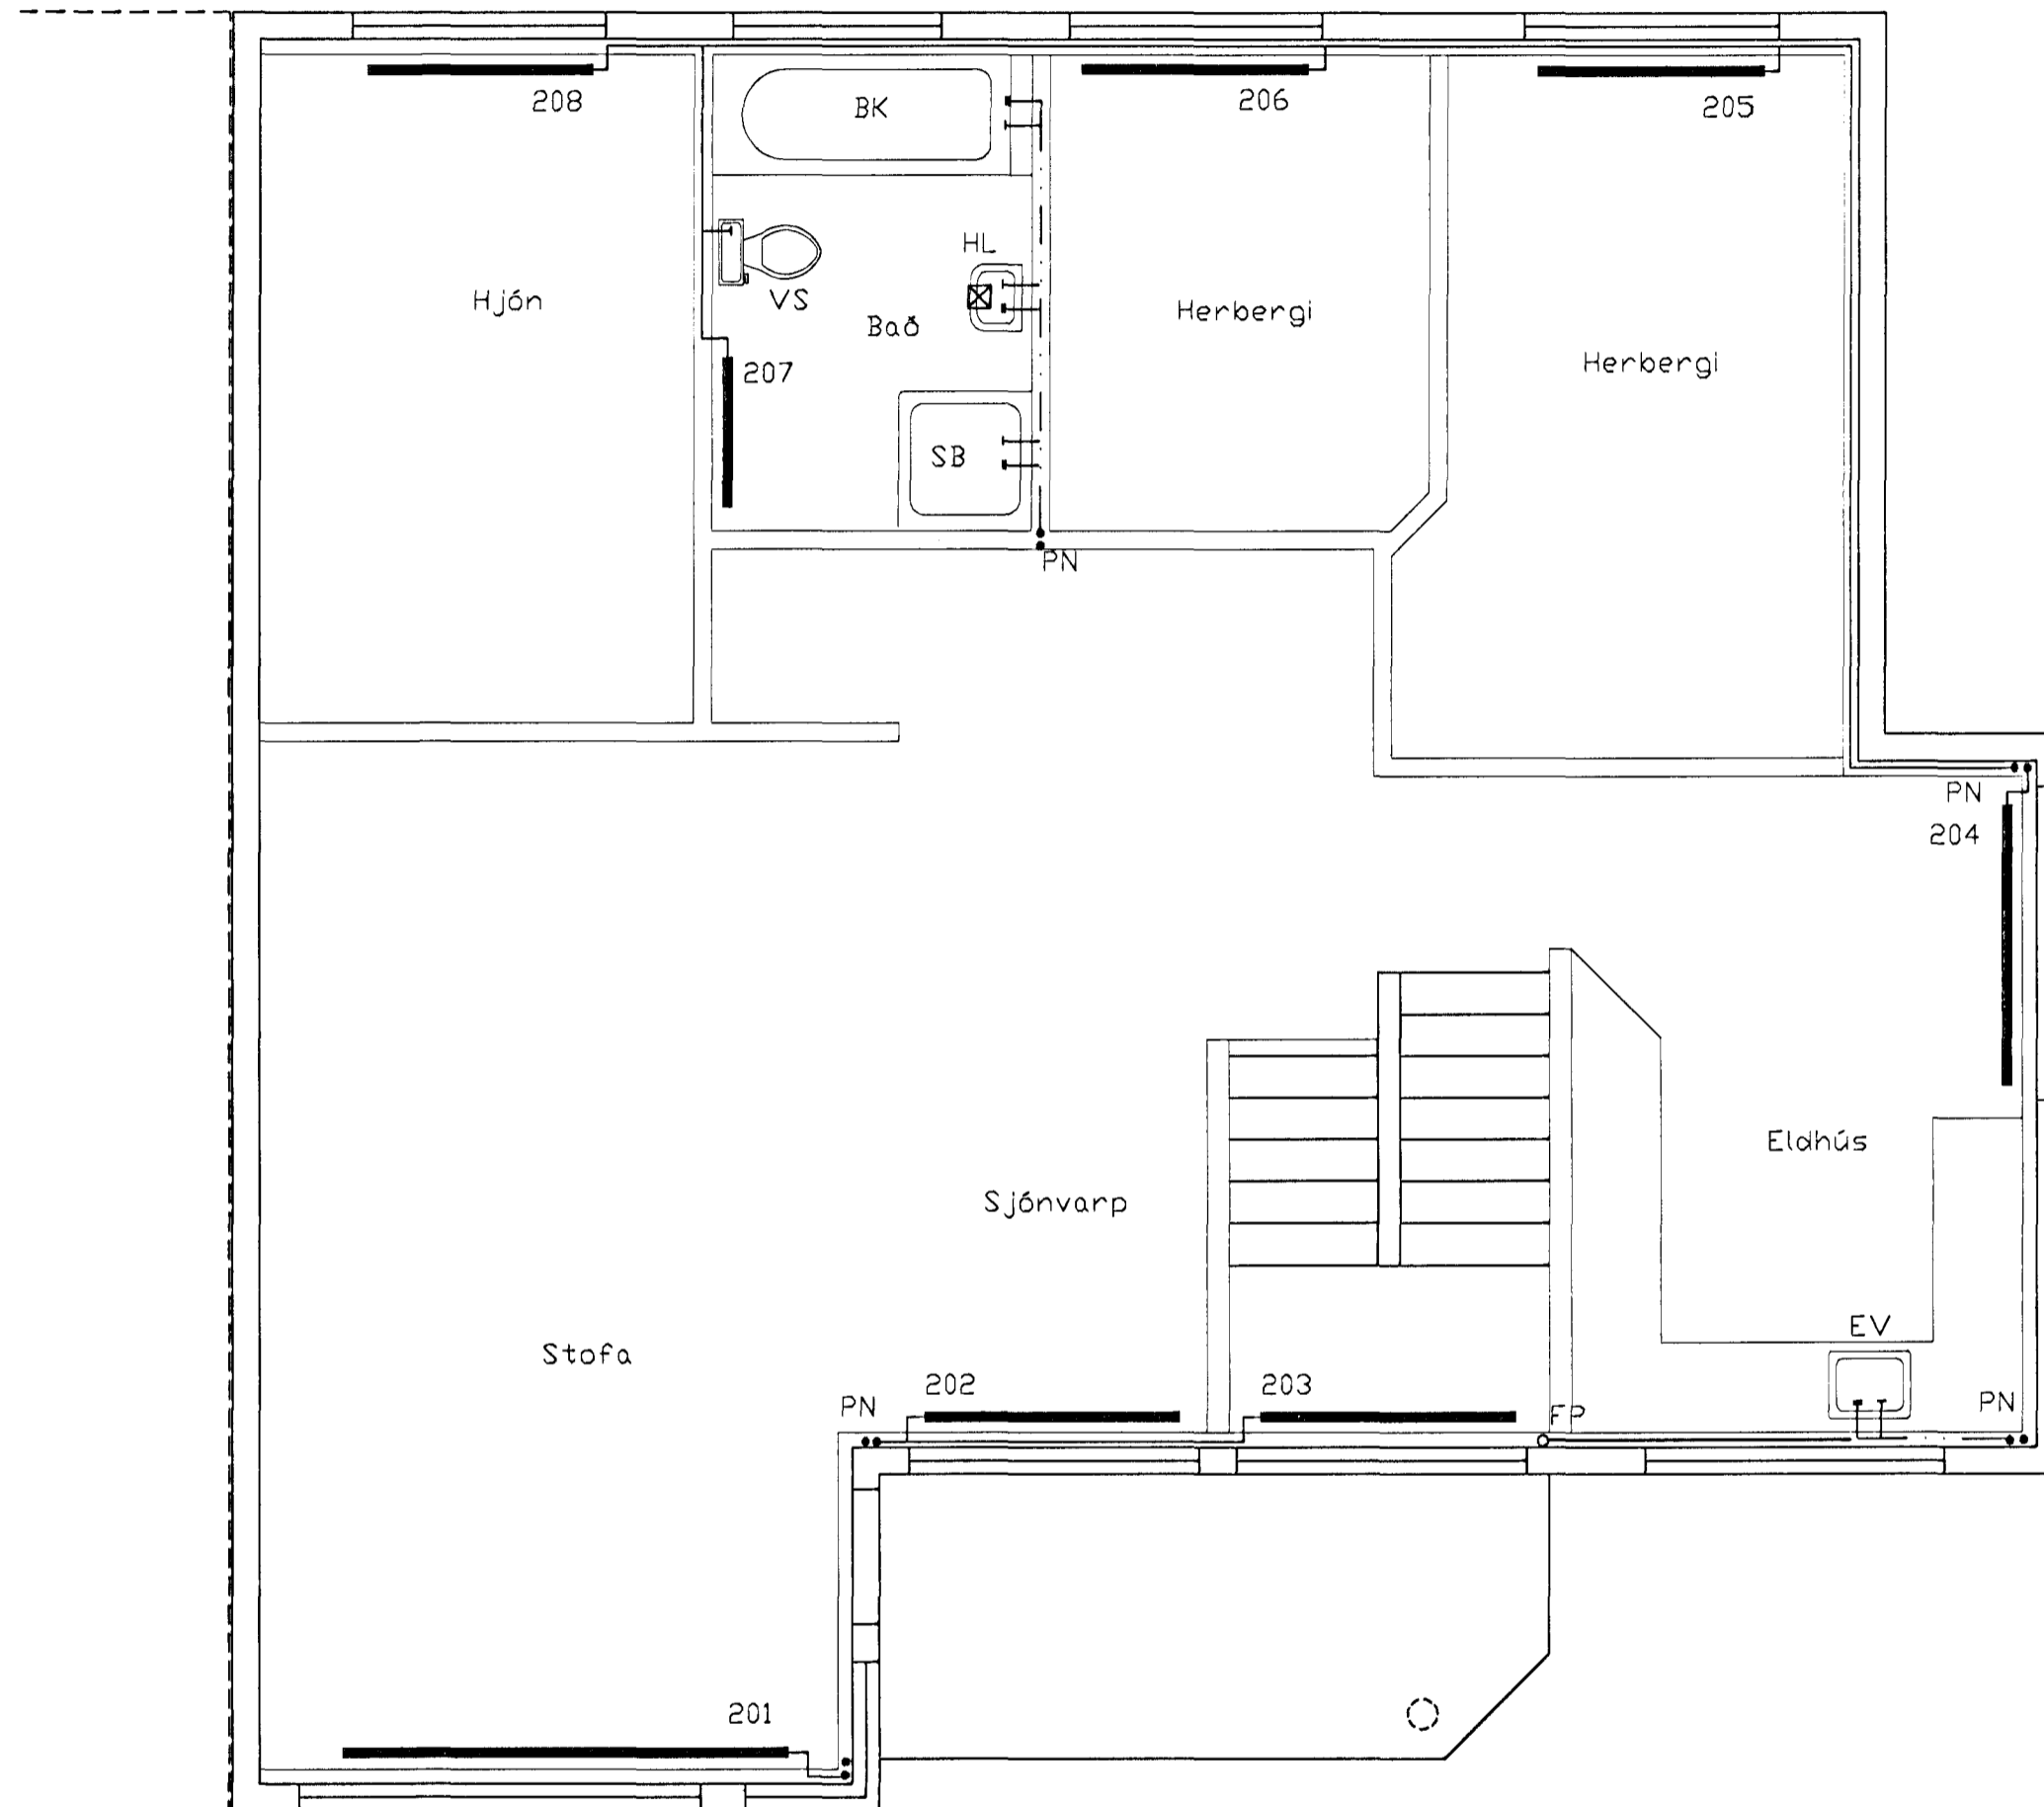 208
BK
206
205
HL
Hjón
VS
Bað
Herbergi
Herbergi
207
SB
PN
PN
204
Eldhús
Sjónvarp
EV
Stofa
202
203
PN
FP
PN
201